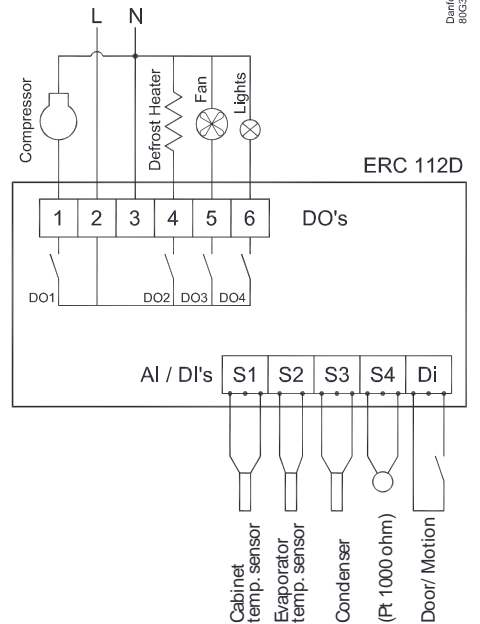 L N
Compressor
Defrost Heater
Fan
Lights
ERC 112D
1 2 3 4 5 6 DO's
DO1 DO2 DO3 DO4
AI / DI's S1 S2 S3 S4 Di
Cabinet
temp. sensor
Evaporator
temp. sensor
Condenser
(Pt 1000 ohm)
Door/ Motion